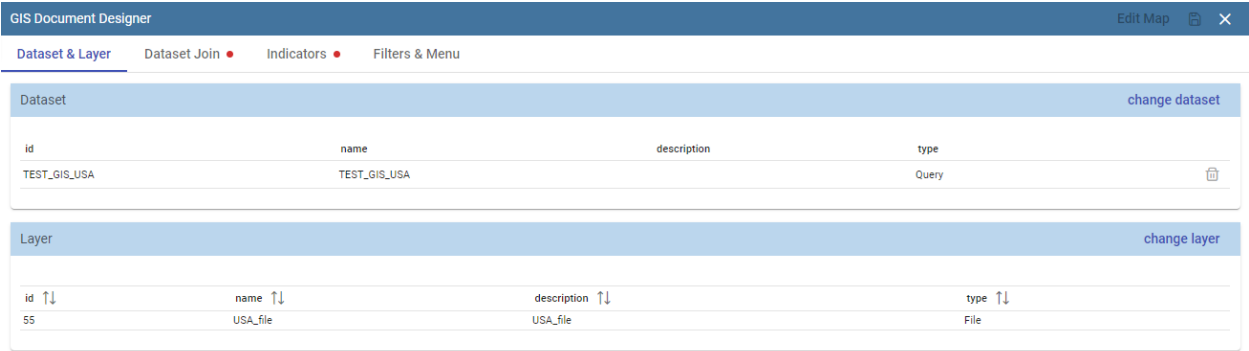 GIS Document Designer Edit Map
Dataset & Layer Dataset Join Indicators Filters & Menu
Dataset change dataset
id name description type
TEST_GIS_USA TEST_GIS_USA Query
Layer change layer
id name description type
55 USA_file USA_file File